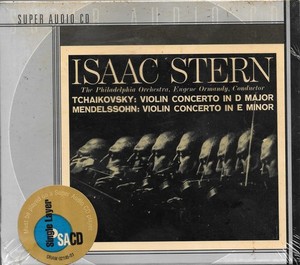 SUPER AUDIO CD
ISAAC STERN
The Philadelphia Orchestra, Eugene Ormandy, Conductor
TCHAIKOVSKY: VIOLIN CONCERTO IN D MAJOR
MENDELSSOHN: VIOLIN CONCERTO IN E MINOR
Single Layer
SACD